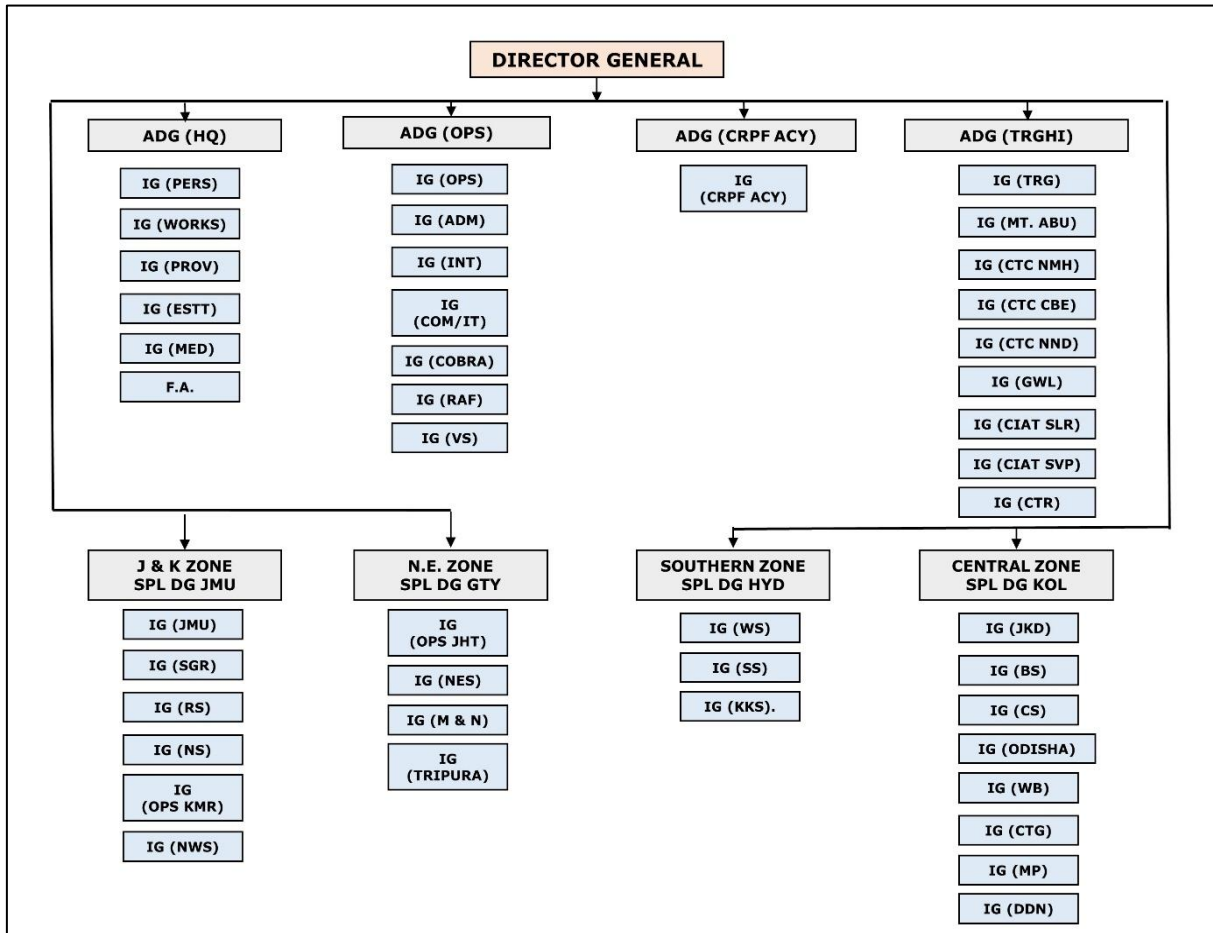 DIRECTOR GENERAL
ADG (HQ)
IG (PERS)
IG (WORKS)
IG (PROV)
IG (ESTT)
IG (MED)
F.A.
ADG (OPS)
IG (OPS)
IG (ADM)
IG (INT)
IG
(COM/IT)
IG (COBRA)
IG (RAF)
IG (VS)
ADG (CRPF ACY)
IG
(CRPF ACY)
ADG (TRGHI)
IG (TRG)
IG (MT. ABU)
IG (CTC NMH)
IG (CTC CBE)
IG (CTC NND)
IG (GWL)
IG (CIAT SLR)
IG (CIAT SVP)
IG (CTR)
J & K ZONE
SPL DG JMU
IG (JMU)
IG (SGR)
IG (RS)
IG (NS)
IG
(OPS KMR)
IG (NWS)
N.E. ZONE
SPL DG GTY
IG
(OPS JHT)
IG (NES)
IG (M & N)
IG
(TRIPURA)
SOUTHERN ZONE
SPL DG HYD
IG (WS)
IG (SS)
IG (KKS).
CENTRAL ZONE
SPL DG KOL
IG (JKD)
IG (BS)
IG (CS)
IG (ODISHA)
IG (WB)
IG (CTG)
IG (MP)
IG (DDN)